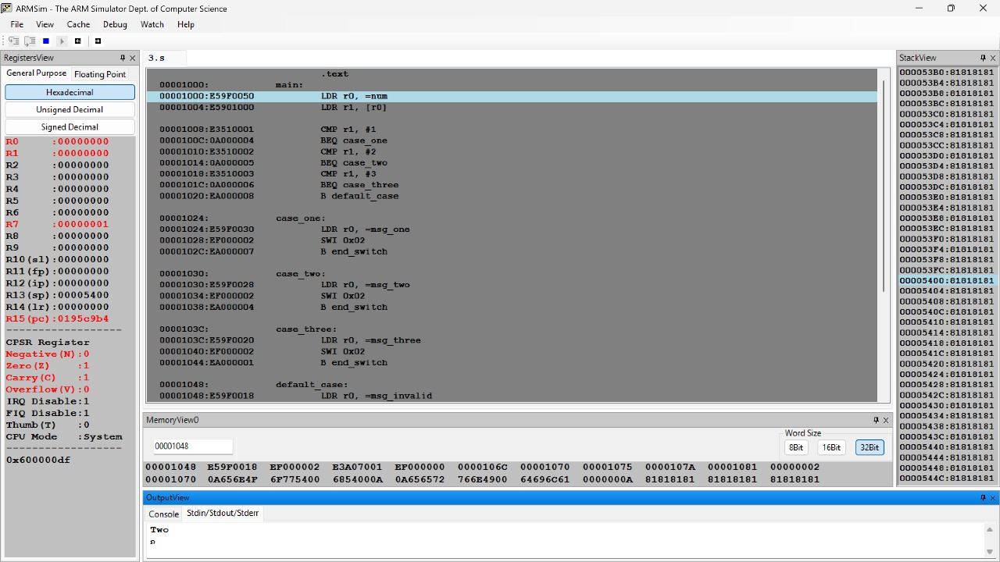 ARMSim - The ARM Simulator Dept. of Computer Science
File View Cache Debug Watch Help
RegistersView
General Purpose Floating Point
Hexadecimal
Unsigned Decimal
Signed Decimal
R0 :00000000
R1 :00000000
R2 :00000000
R3 :00000000
R4 :00000000
R5 :00000000
R6 :00000000
R7 :00000001
R8 :00000000
R9 :00000000
R10(sl):00000000
R11(fp):00000000
R12(ip):00000000
R13(sp):00005400
R14(lr):00000000
R15(pc):0195c9b4
--------------------
CPSR Register
Negative(N):0
Zero(Z) :1
Carry(C) :1
Overflow(V):0
IRQ Disable:1
FIQ Disable:1
Thumb(T) :0
CPU Mode :System
--------------------
0x600000df
3.s
.text
00001000: main:
00001000:E59F0050 LDR r0, =num
00001004:E5901000 LDR r1, [r0]
00001008:E3510001 CMP r1, #1
0000100C:0A000004 BEQ case_one
00001010:E3510002 CMP r1, #2
00001014:0A000005 BEQ case_two
00001018:E3510003 CMP r1, #3
0000101C:0A000006 BEQ case_three
00001020:EA000008 B default_case
00001024: case_one:
00001024:E59F0030 LDR r0, =msg_one
00001028:EF000002 SWI 0x02
0000102C:EA000007 B end_switch
00001030: case_two:
00001030:E59F0028 LDR r0, =msg_two
00001034:EF000002 SWI 0x02
00001038:EA000004 B end_switch
0000103C: case_three:
0000103C:E59F0020 LDR r0, =msg_three
00001040:EF000002 SWI 0x02
00001044:EA000001 B end_switch
00001048: default_case:
00001048:E59F0018 LDR r0, =msg_invalid
MemoryView0
00001048
Word Size
8Bit 16Bit 32Bit
00001048 E59F0018 EF000002 E3A07001 EF000000 0000106C 00001070 00001075 0000107A 00001081 00000002
00001070 0A656E4F 6F775400 6854000A 0A656572 766E4900 64696C61 0000000A 81818181 81818181 81818181
OutputView
Console Stdin/Stdout/Stderr
Two
StackView
000053B0:81818181
000053B4:81818181
000053B8:81818181
000053BC:81818181
000053C0:81818181
000053C4:81818181
000053C8:81818181
000053CC:81818181
000053D0:81818181
000053D4:81818181
000053D8:81818181
000053DC:81818181
000053E0:81818181
000053E4:81818181
000053E8:81818181
000053EC:81818181
000053F0:81818181
000053F4:81818181
000053F8:81818181
000053FC:81818181
00005400:81818181
00005404:81818181
00005408:81818181
0000540C:81818181
00005410:81818181
00005414:81818181
00005418:81818181
0000541C:81818181
00005420:81818181
00005424:81818181
00005428:81818181
0000542C:81818181
00005430:81818181
00005434:81818181
00005438:81818181
0000543C:81818181
00005440:81818181
00005444:81818181
00005448:81818181
0000544C:81818181